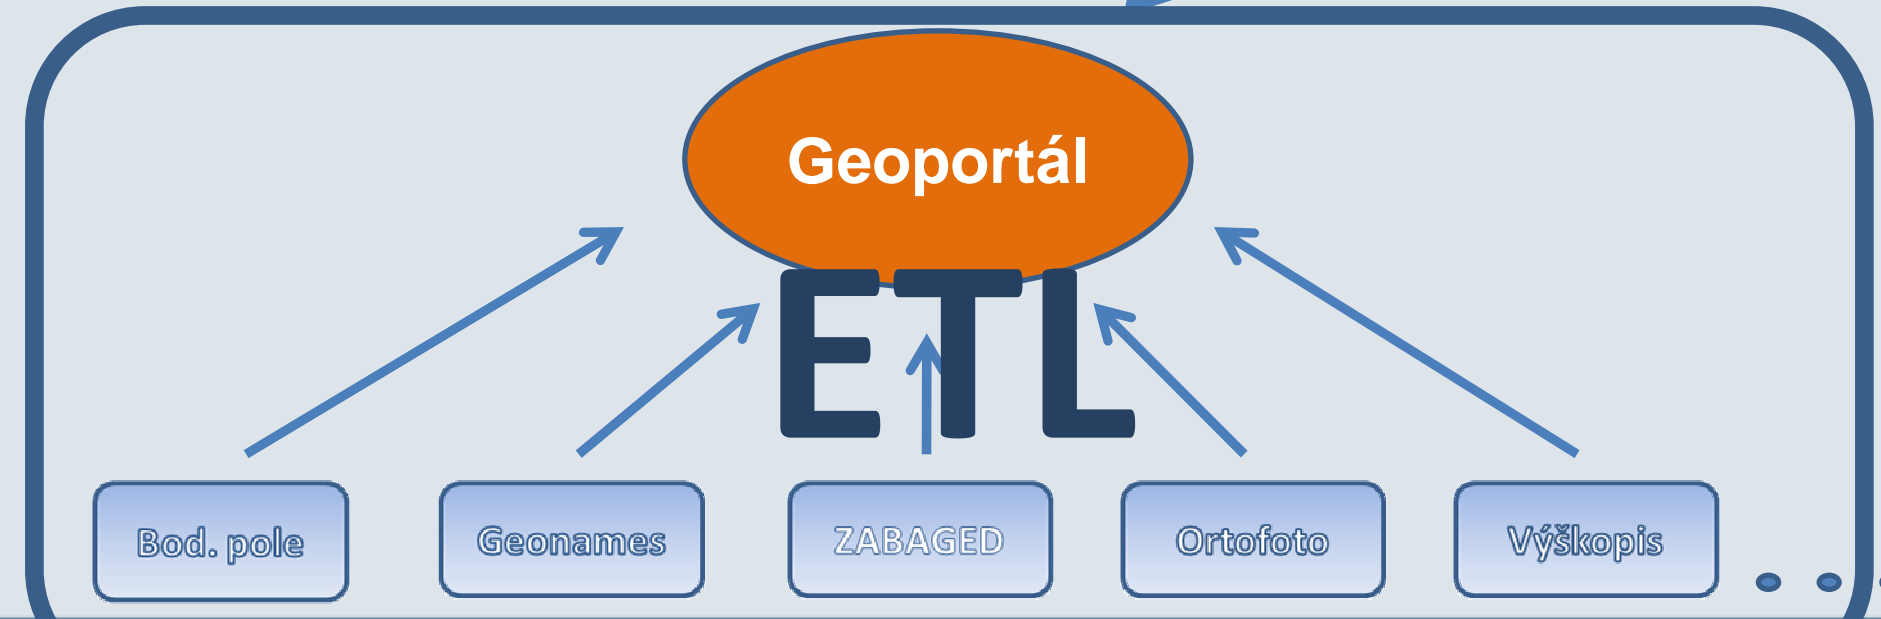 Geoportál
ETL
Bod. pole
Geonames
ZABAGED
Ortofoto
Výškopis